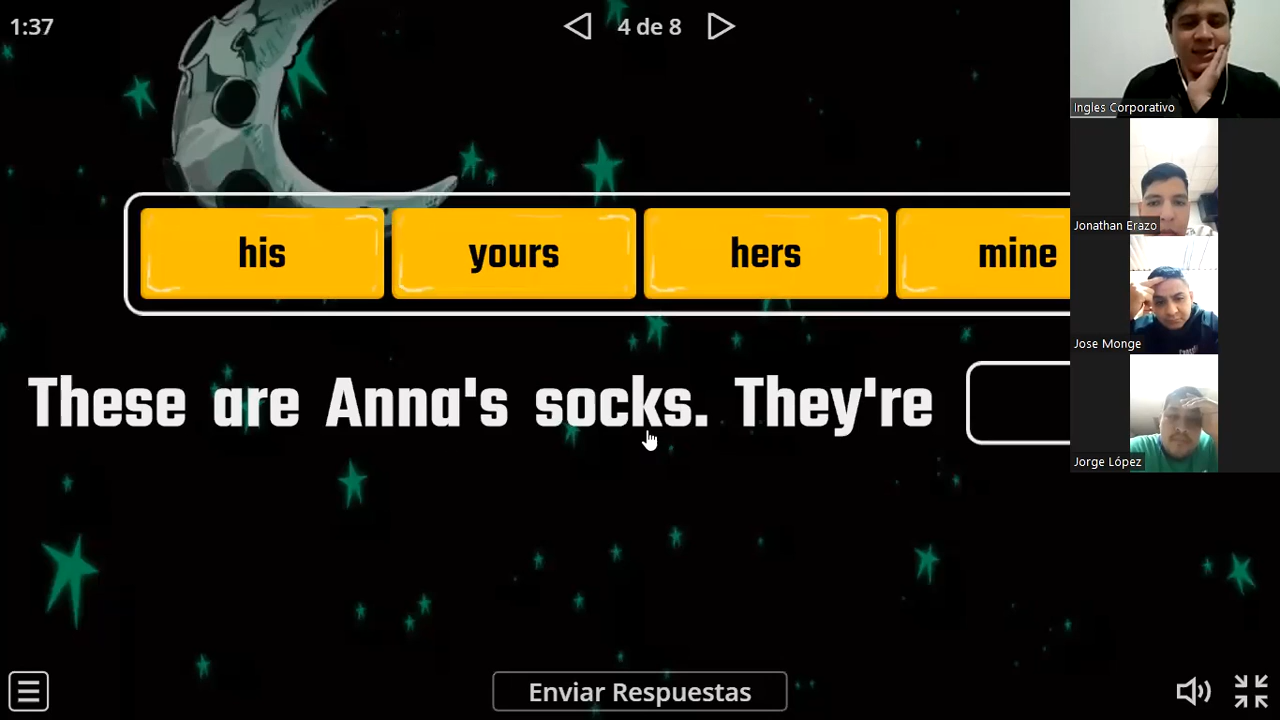 1:37
4 de 8
Ingles Corporativo
his yours hers mine
Jonathan Erazo
Jose Monge
These are Anna's socks. They're
Jorge López
Enviar Respuestas